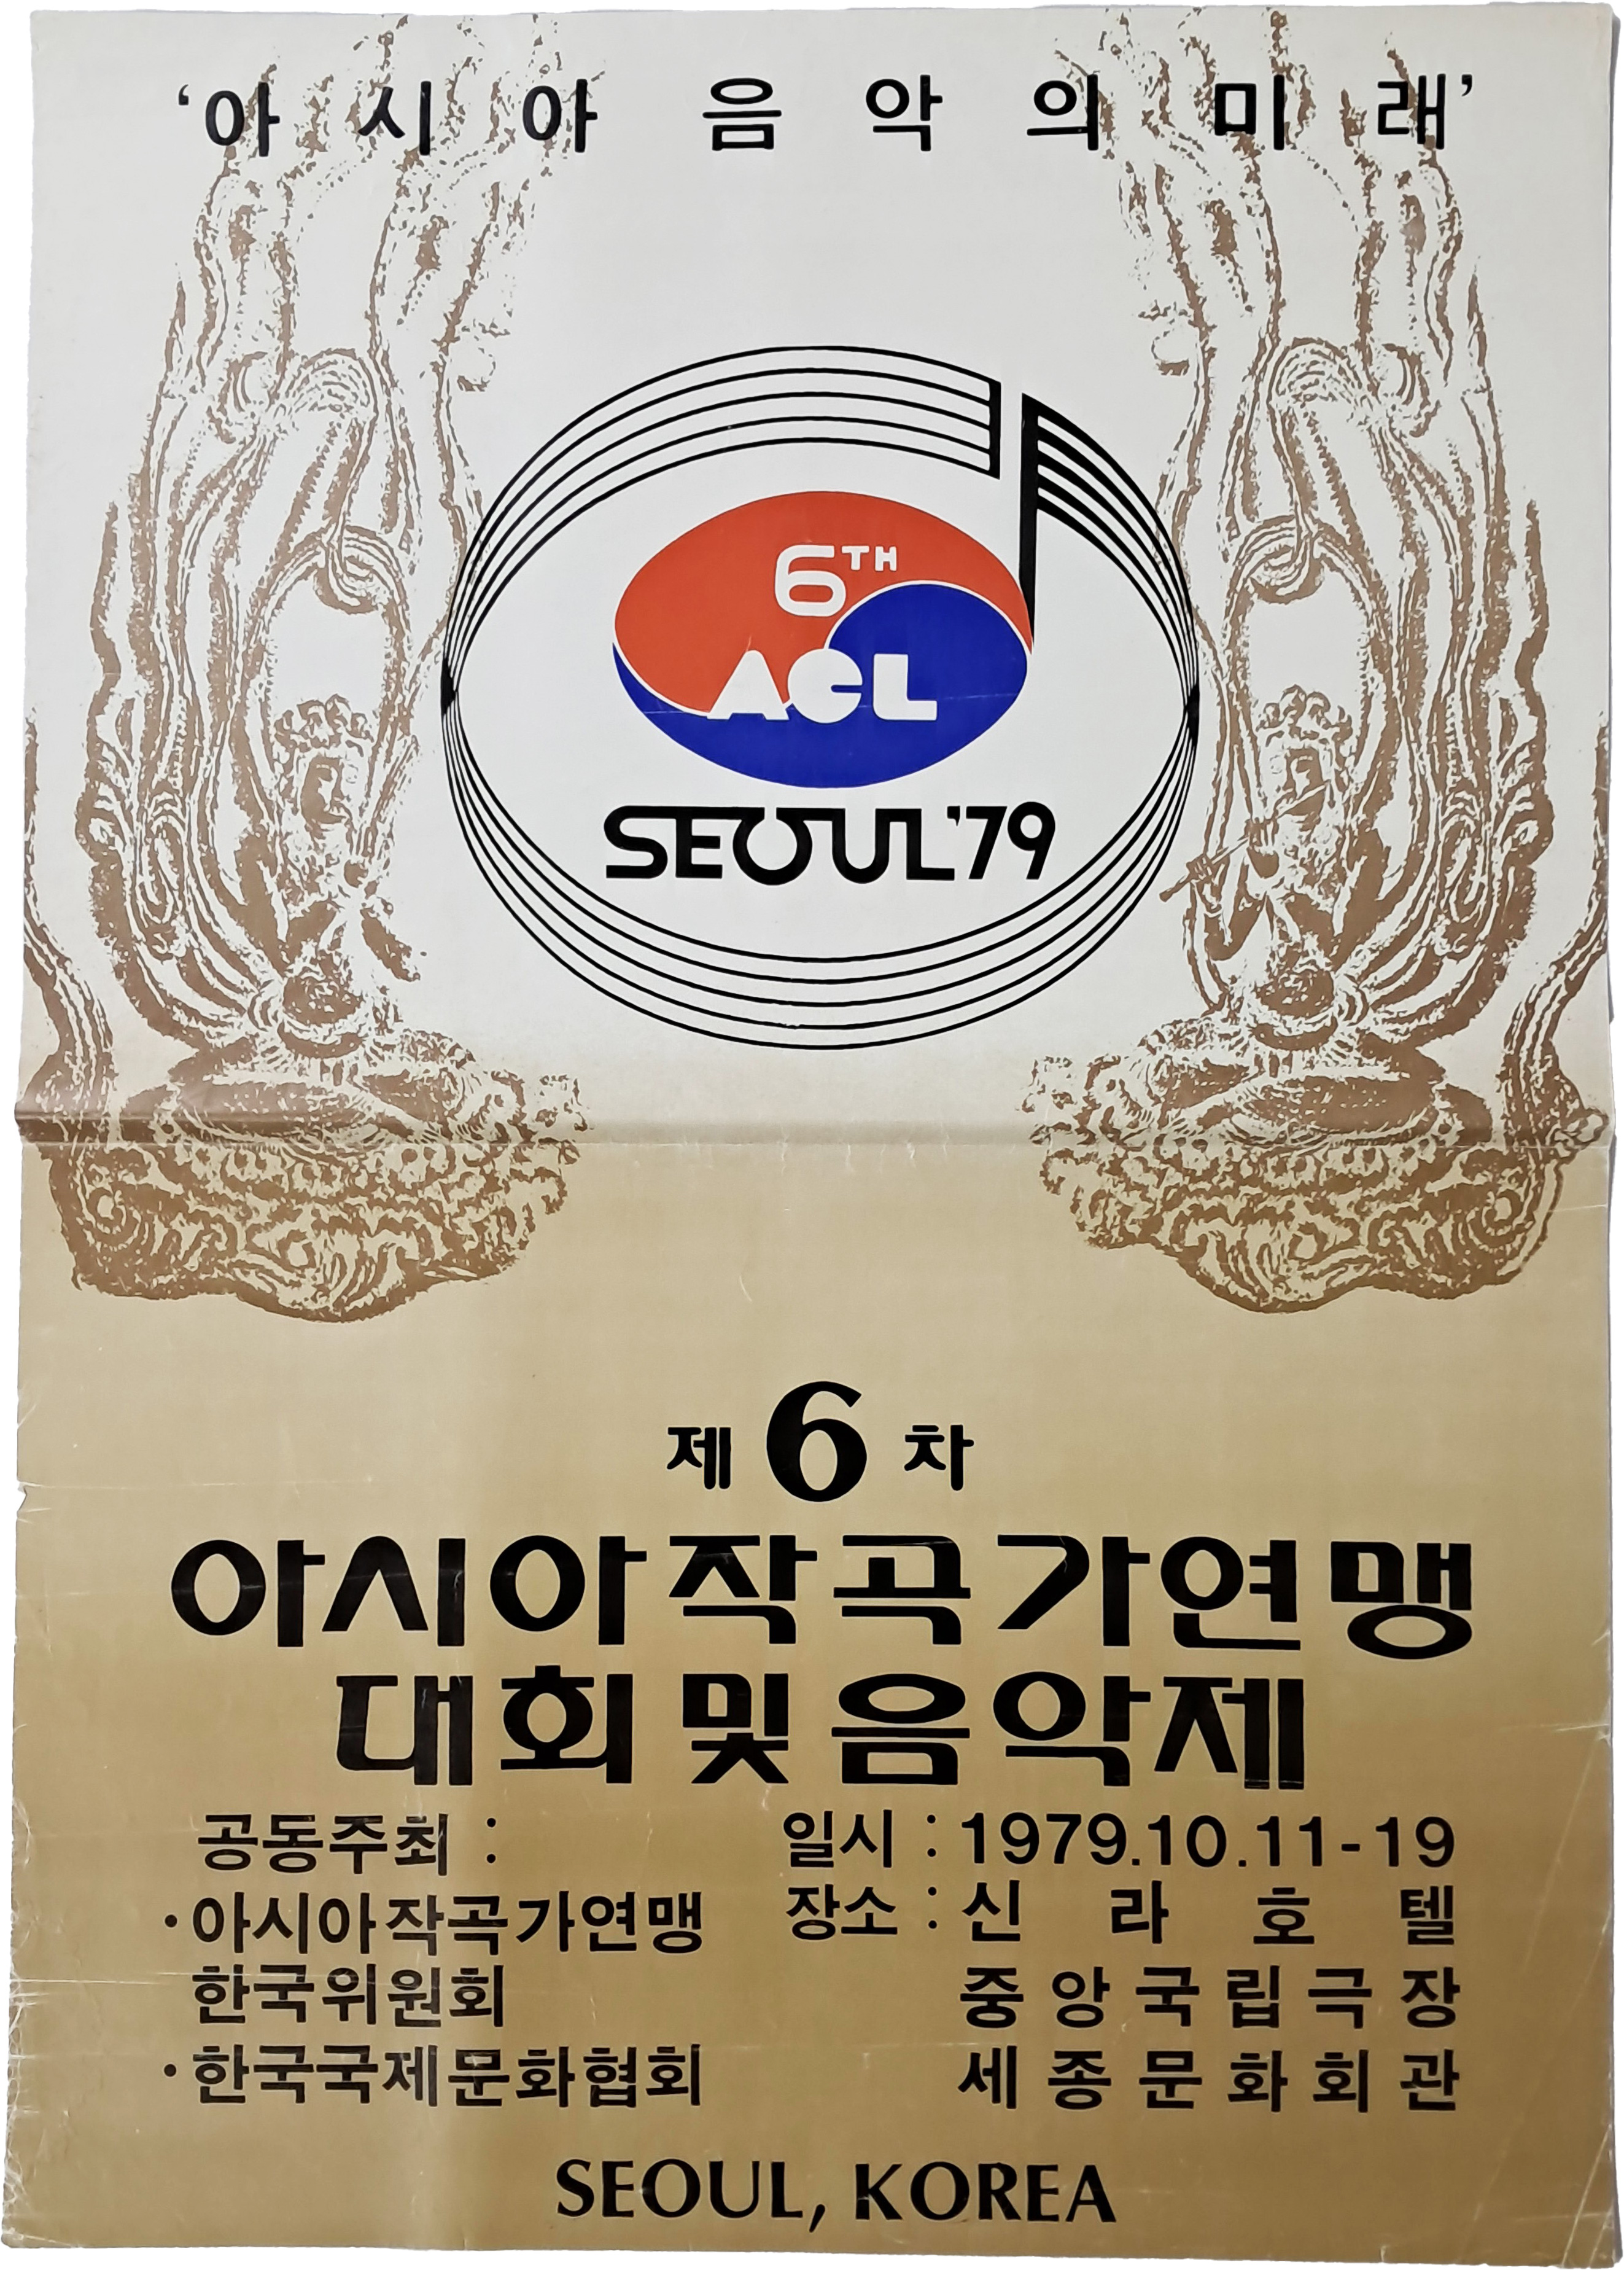 ‘아시아 음악의 미래’
6TH
ACL
SEOUL'79
제6차
아시아작곡가연맹
대회및음악제
공동주최 :
·아시아작곡가연맹
한국위원회
·한국국제문화협회
일시 : 1979.10.11-19
장소 : 신라호텔
중앙국립극장
세종문화회관
SEOUL, KOREA